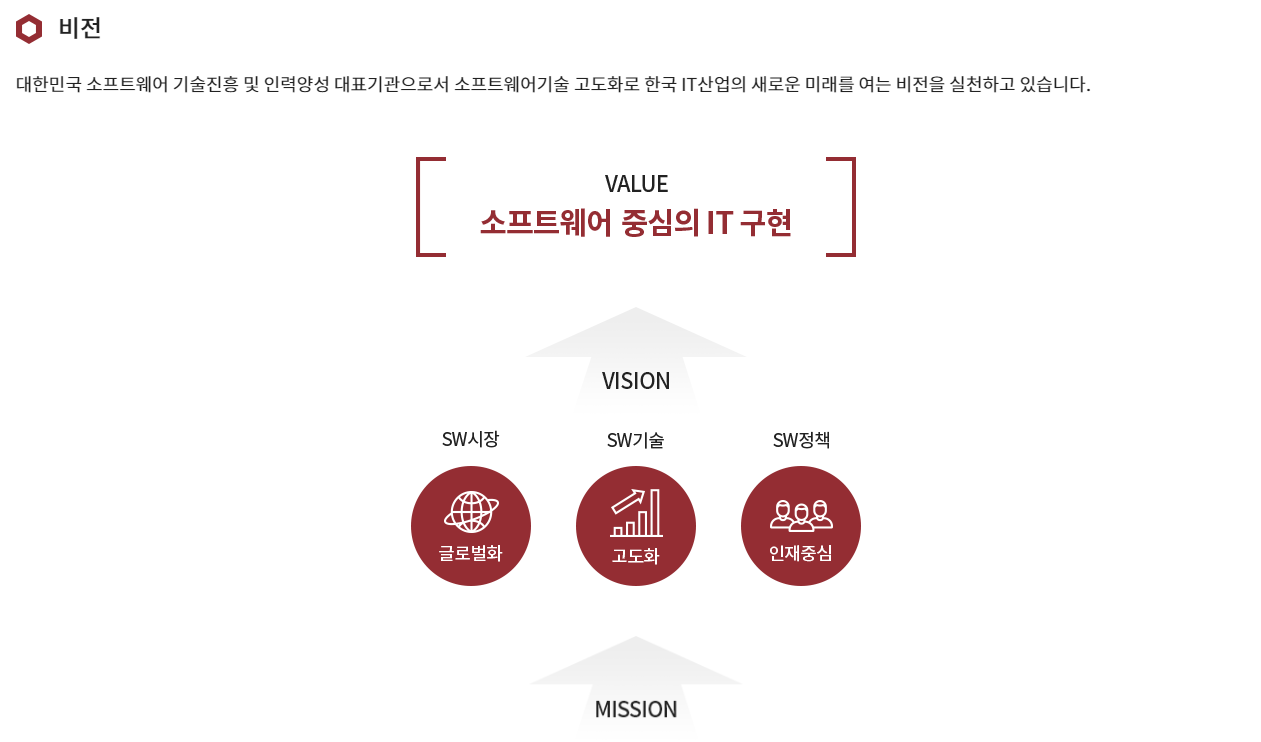 비전
대한민국 소프트웨어 기술진흥 및 인력양성 대표기관으로서 소프트웨어기술 고도화로 한국 IT산업의 새로운 미래를 여는 비전을 실천하고 있습니다.
VALUE
소프트웨어 중심의 IT 구현
VISION
SW시장
SW기술
SW정책
글로벌화
고도화
인재중심
MISSION